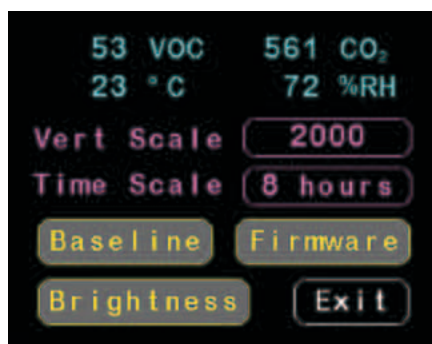 53 VOC 561 CO₂
23 °C 72 %RH
Vert Scale 2000
Time Scale 8 hours
Baseline Firmware
Brightness Exit